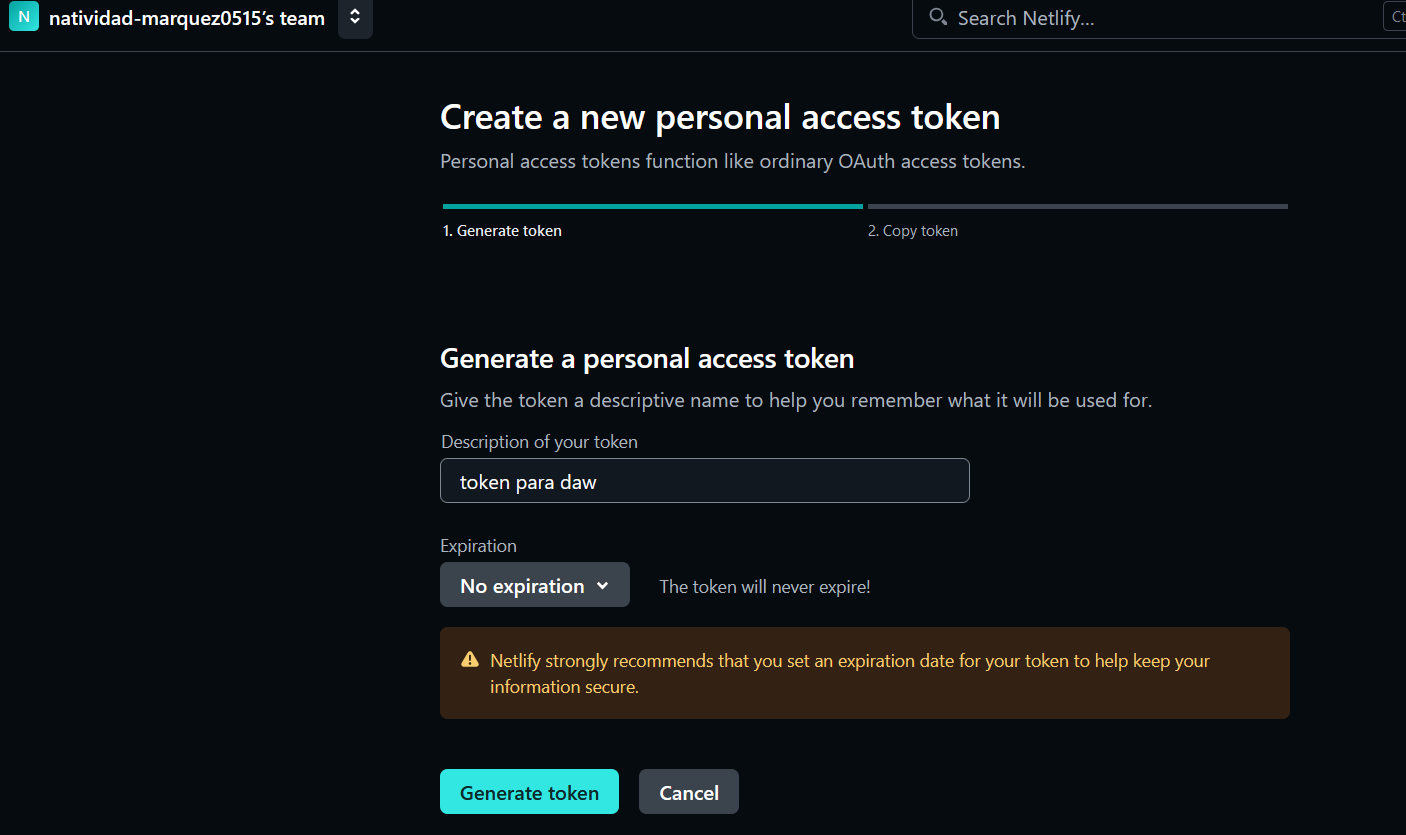 N natividad-marquez0515's team
Search Netlify...
Ct
Create a new personal access token
Personal access tokens function like ordinary OAuth access tokens.
1. Generate token
2. Copy token
Generate a personal access token
Give the token a descriptive name to help you remember what it will be used for.
Description of your token
token para daw
Expiration
No expiration
The token will never expire!
Netlify strongly recommends that you set an expiration date for your token to help keep your
information secure.
Generate token
Cancel